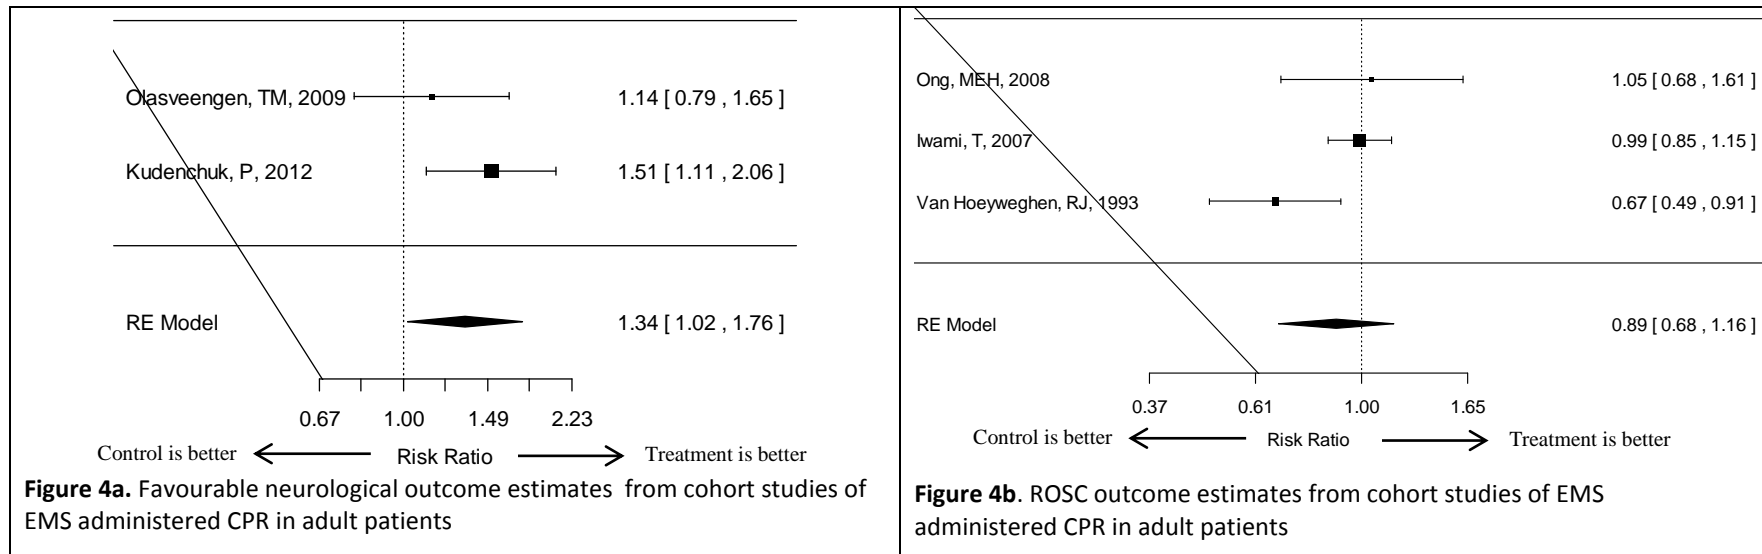 Olasveengen, TM, 2009 1.14 [ 0.79 , 1.65 ]
Kudenchuk, P, 2012 1.51 [ 1.11 , 2.06 ]
RE Model 1.34 [ 1.02 , 1.76 ]
0.67 1.00 1.49 2.23
Control is better Risk Ratio Treatment is better
Figure 4a. Favourable neurological outcome estimates from cohort studies of
EMS administered CPR in adult patients
Ong, MEH, 2008 1.05 [ 0.68 , 1.61 ]
Iwami, T, 2007 0.99 [ 0.85 , 1.15 ]
Van Hoeyweghen, RJ, 1993 0.67 [ 0.49 , 0.91 ]
RE Model 0.89 [ 0.68 , 1.16 ]
0.37 0.61 1.00 1.65
Control is better Risk Ratio Treatment is better
Figure 4b. ROSC outcome estimates from cohort studies of EMS
administered CPR in adult patients